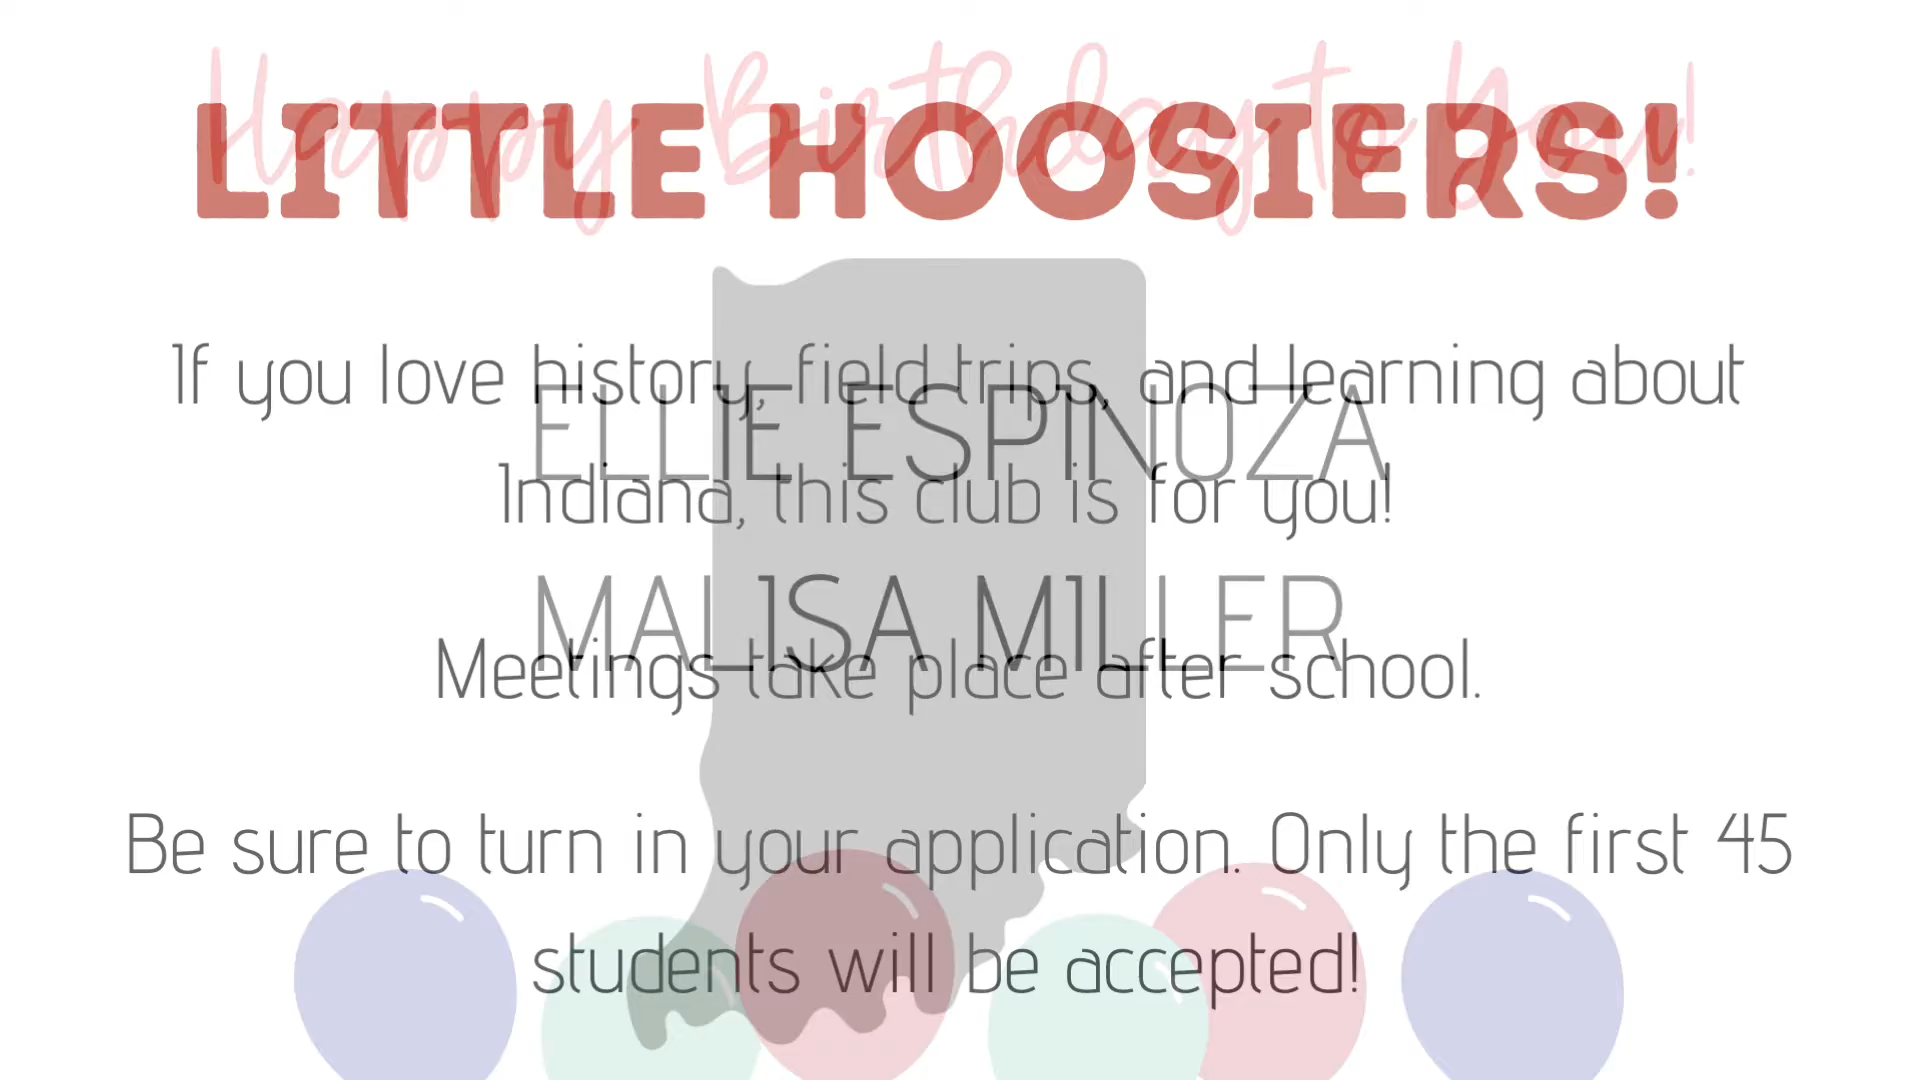 Happy Birthday to You!
LITTLE HOOSIERS!
If you love history, field trips, and learning about
ELLIE ESPINOZA
Indiana, this club is for you!
MALISA MILLER
Meetings take place after school.
Be sure to turn in your application. Only the first 45
students will be accepted!